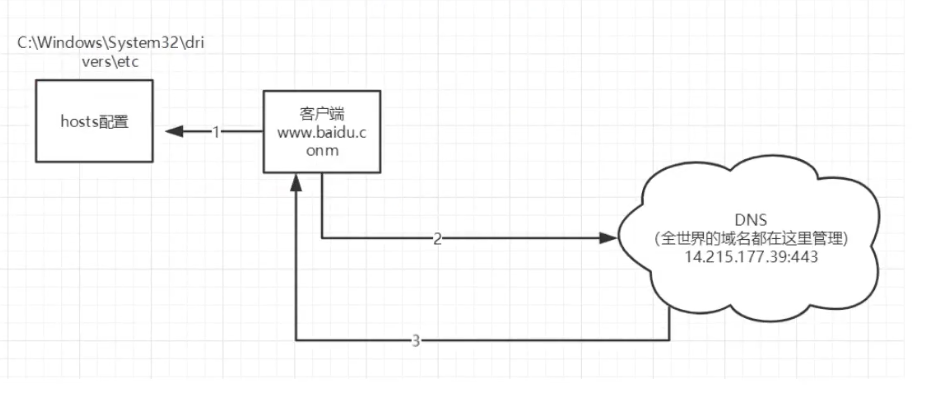 C:\Windows\System32\dri
vers\etc
hosts配置
1
客户端
www.baidu.c
onm
2
DNS
(全世界的域名都在这里管理)
14.215.177.39:443
3